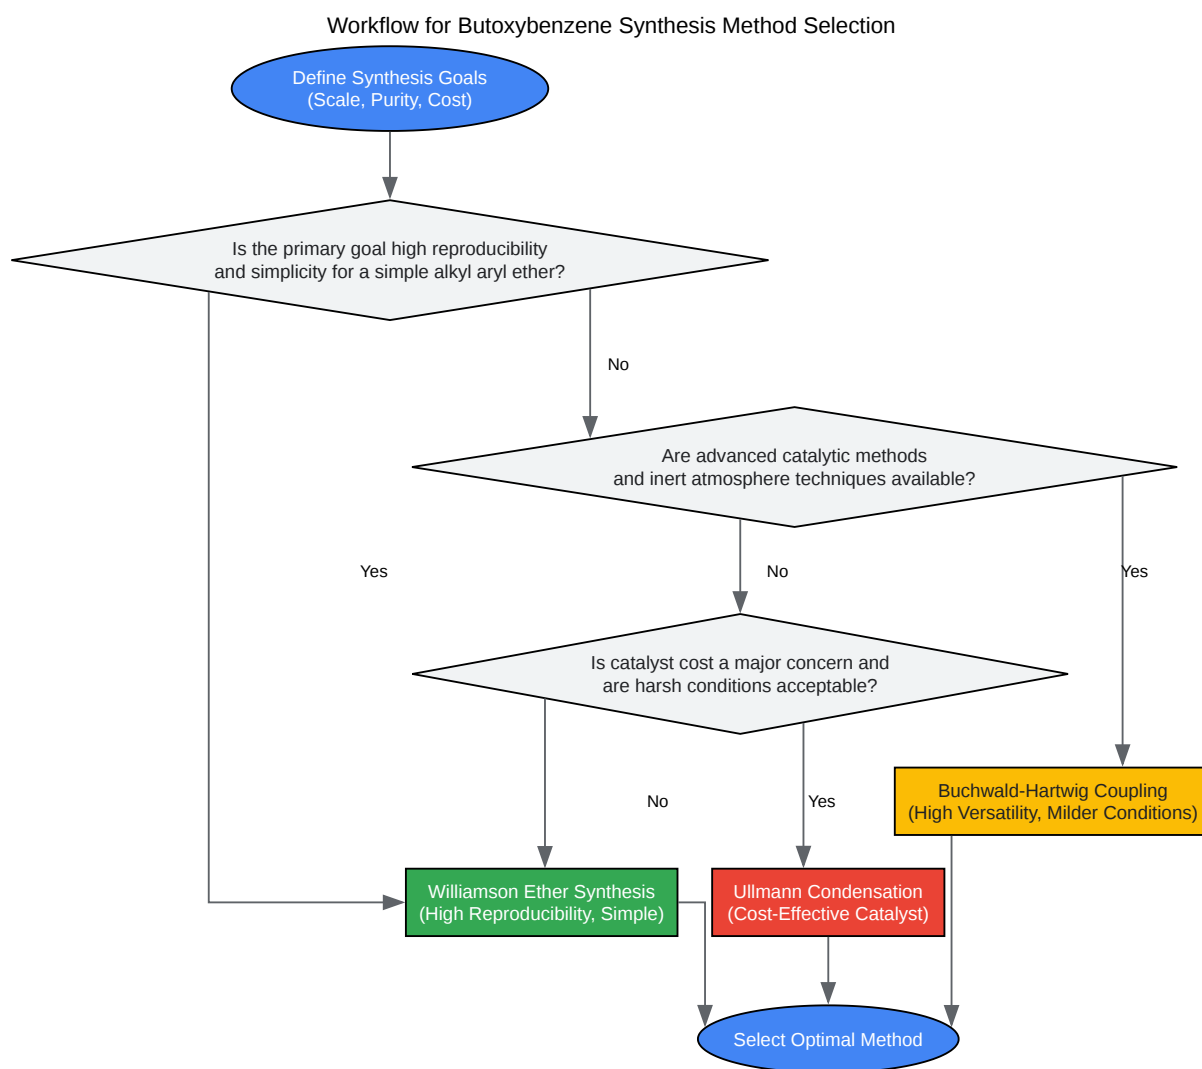 Workflow for Butoxybenzene Synthesis Method Selection
Define Synthesis Goals
(Scale, Purity, Cost)
Is the primary goal high reproducibility
and simplicity for a simple alkyl aryl ether?
No
Are advanced catalytic methods
and inert atmosphere techniques available?
Yes
No
Yes
Is catalyst cost a major concern and
are harsh conditions acceptable?
No
Yes
Buchwald-Hartwig Coupling
(High Versatility, Milder Conditions)
Williamson Ether Synthesis
(High Reproducibility, Simple)
Ullmann Condensation
(Cost-Effective Catalyst)
Select Optimal Method